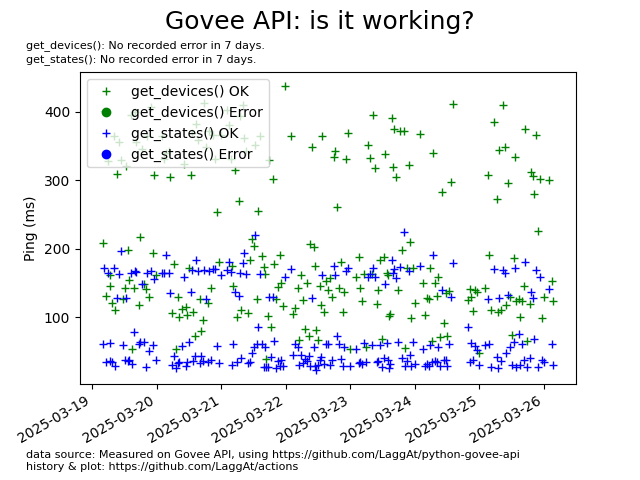 Govee API: is it working?
get_devices(): No recorded error in 7 days.
get_states(): No recorded error in 7 days.
get_devices() OK
get_devices() Error
get_states() OK
get_states() Error
400
300
200
100
Ping (ms)
2025-03-19
2025-03-20
2025-03-21
2025-03-22
2025-03-23
2025-03-24
2025-03-25
2025-03-26
data source: Measured on Govee API, using https://github.com/LaggAt/python-govee-api
history & plot: https://github.com/LaggAt/actions